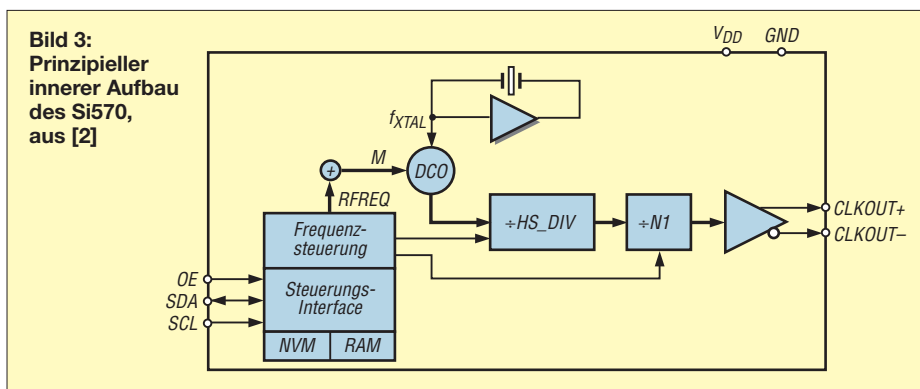 Bild 3:
Prinzipieller
innerer Aufbau
des Si570,
aus [2]
VDD
GND
fXTAL
M
DCO
+
RFREQ
÷HS_DIV
÷N1
CLKOUT+
CLKOUT–
Frequenz-
steuerung
OE
SDA
SCL
Steuerungs-
Interface
NVM
RAM